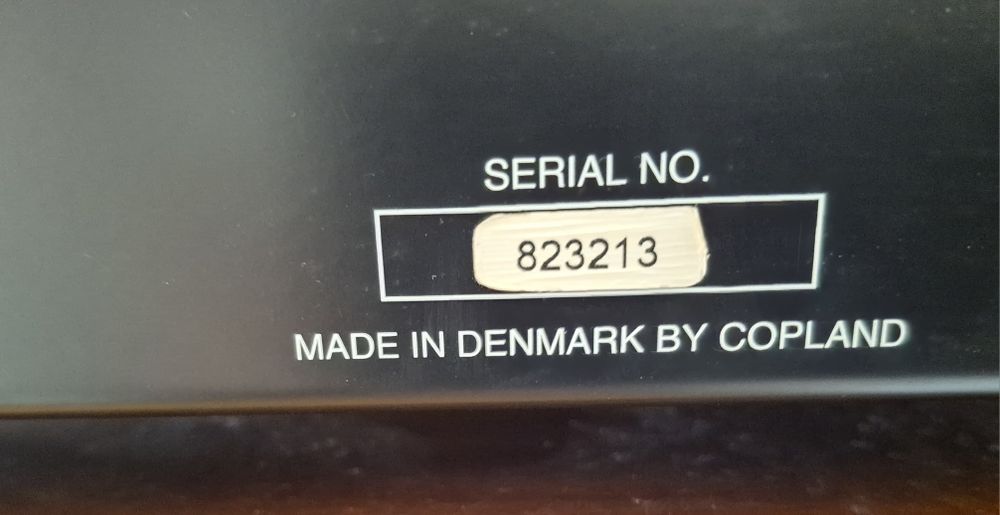 SERIAL NO.
823213
MADE IN DENMARK BY COPLAND